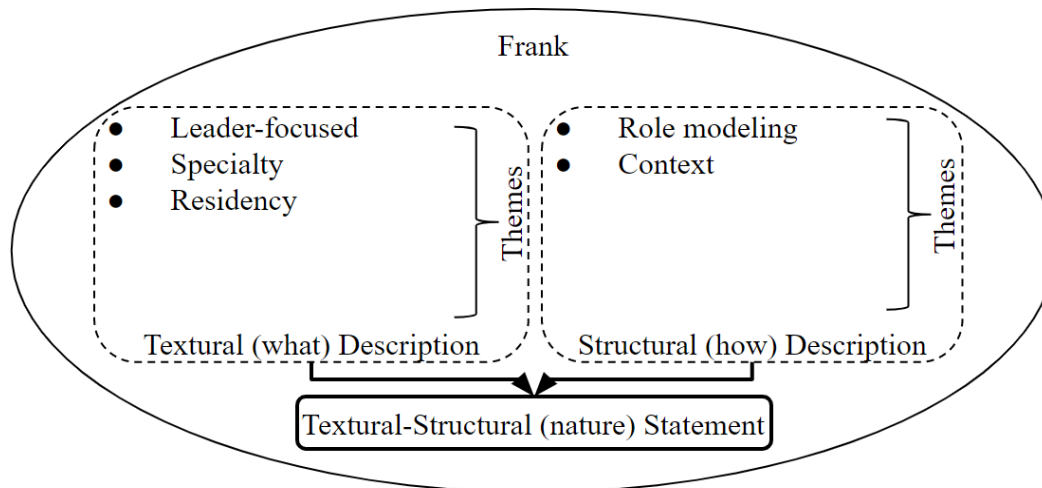 Frank
● Leader-focused
● Specialty
● Residency
Themes
Textural (what) Description
● Role modeling
● Context
Themes
Structural (how) Description
Textural-Structural (nature) Statement